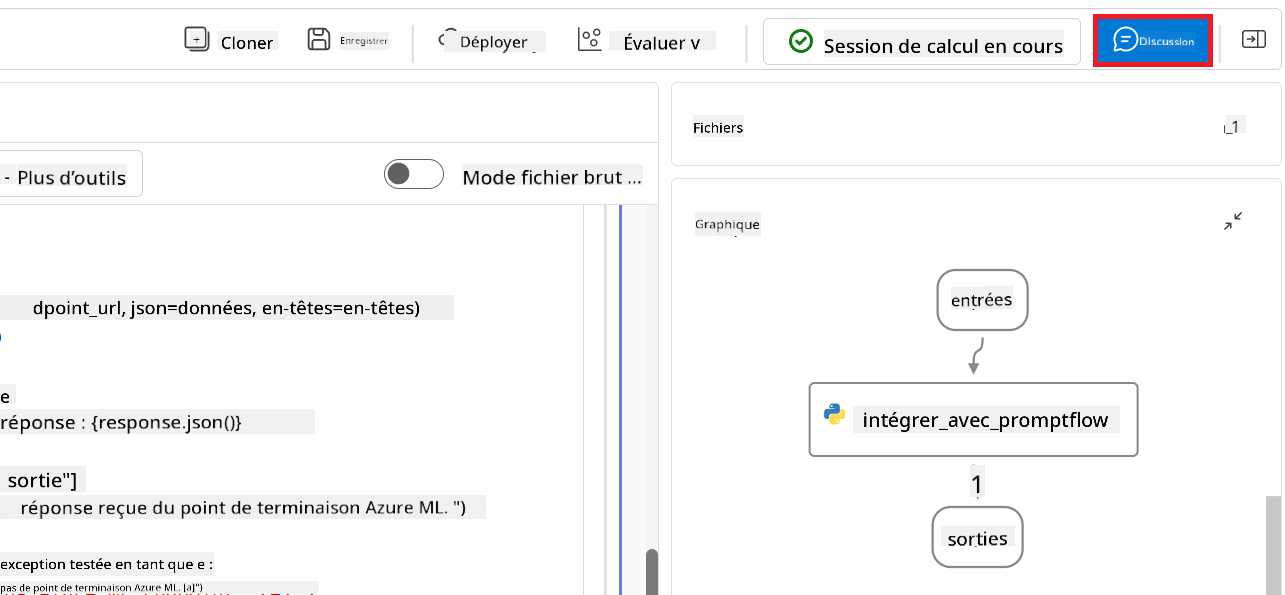 Cloner
Enregistrer
Déployer
Évaluer v
Session de calcul en cours
Discussion
- Plus d’outils
Mode fichier brut ...
dpoint_url, json=données, en-têtes=en-têtes)
)
e
réponse : {response.json()}
sortie"]
réponse reçue du point de terminaison Azure ML. ")
exception testée en tant que e :
pas de point de terminaison Azure ML. [a]")
Fichiers
1
Graphique
entrées
intégrer_avec_promptflow
1
sorties